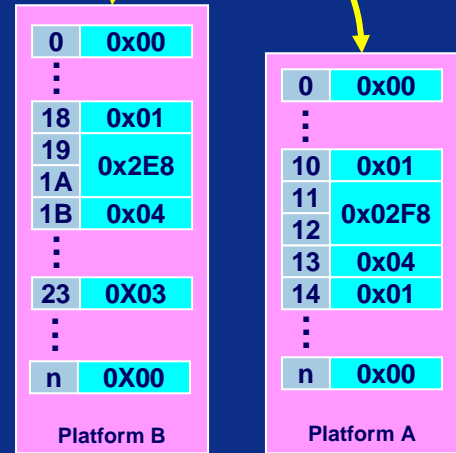 0 0x00
18 0x01
19
0x2E8
1A
1B 0x04
23 0X03
n 0X00
Platform B
0 0x00
10 0x01
11
0x02F8
12
13 0x04
14 0x01
n 0x00
Platform A